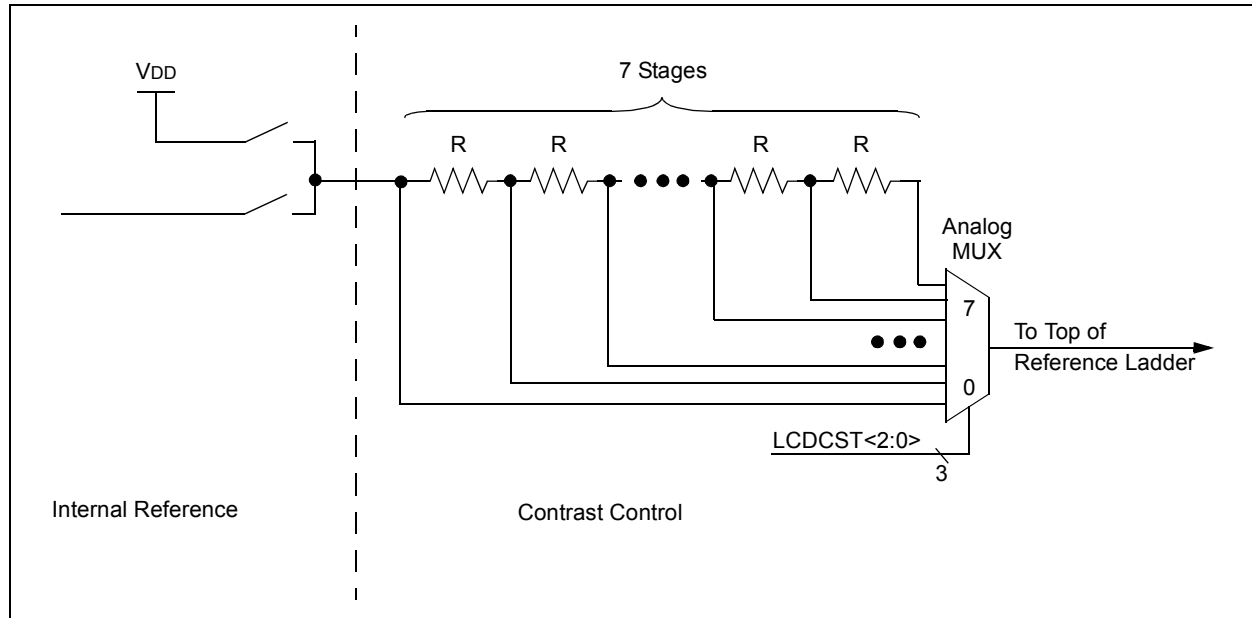 VDD
7 Stages
R
R
R
R
Analog
MUX
7
To Top of
Reference Ladder
0
LCDCST<2:0>
3
Internal Reference
Contrast Control